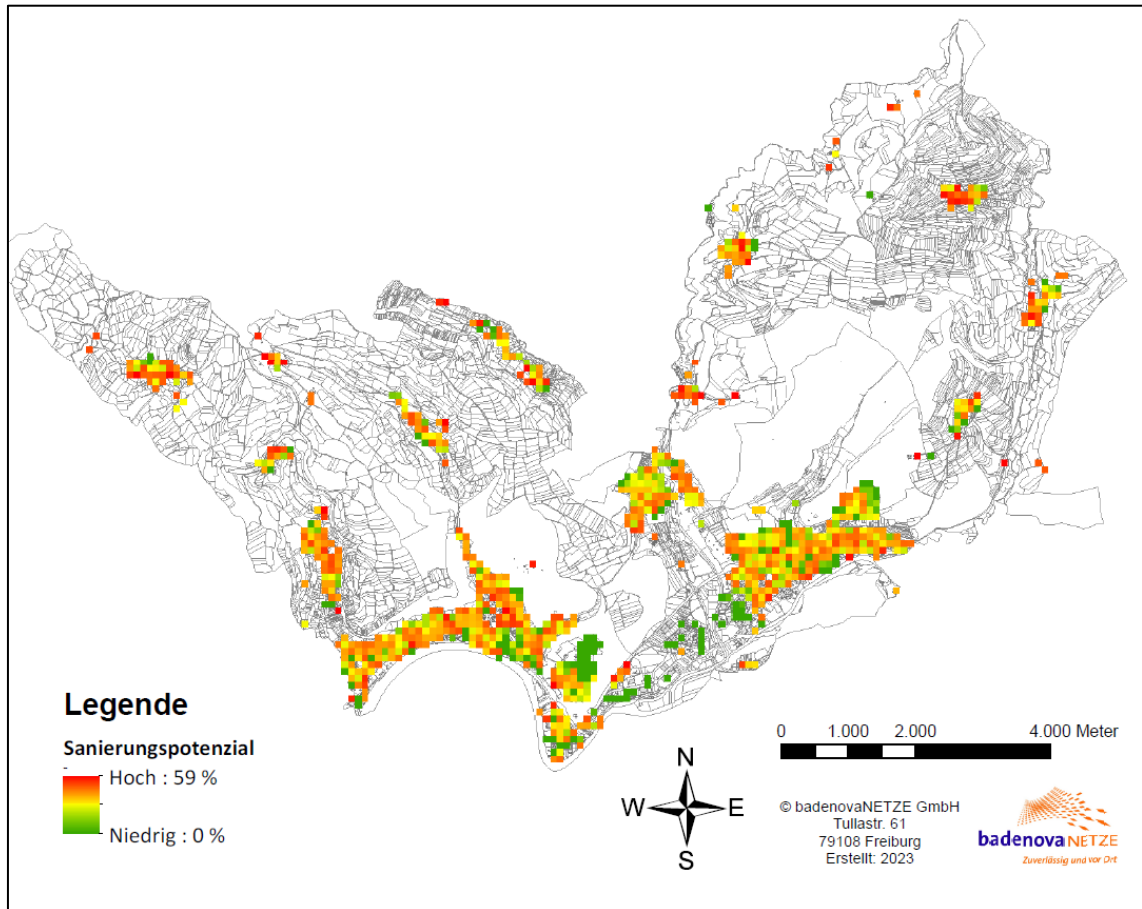 Legende
Sanierungspotenzial
Hoch : 59 %
Niedrig : 0 %
N
W E
S
0 1.000 2.000 4.000 Meter
© badenovaNETZE GmbH
Tullastr. 61
79108 Freiburg
Erstellt: 2023
badenovaNETZE
Zuverlässig und vor Ort